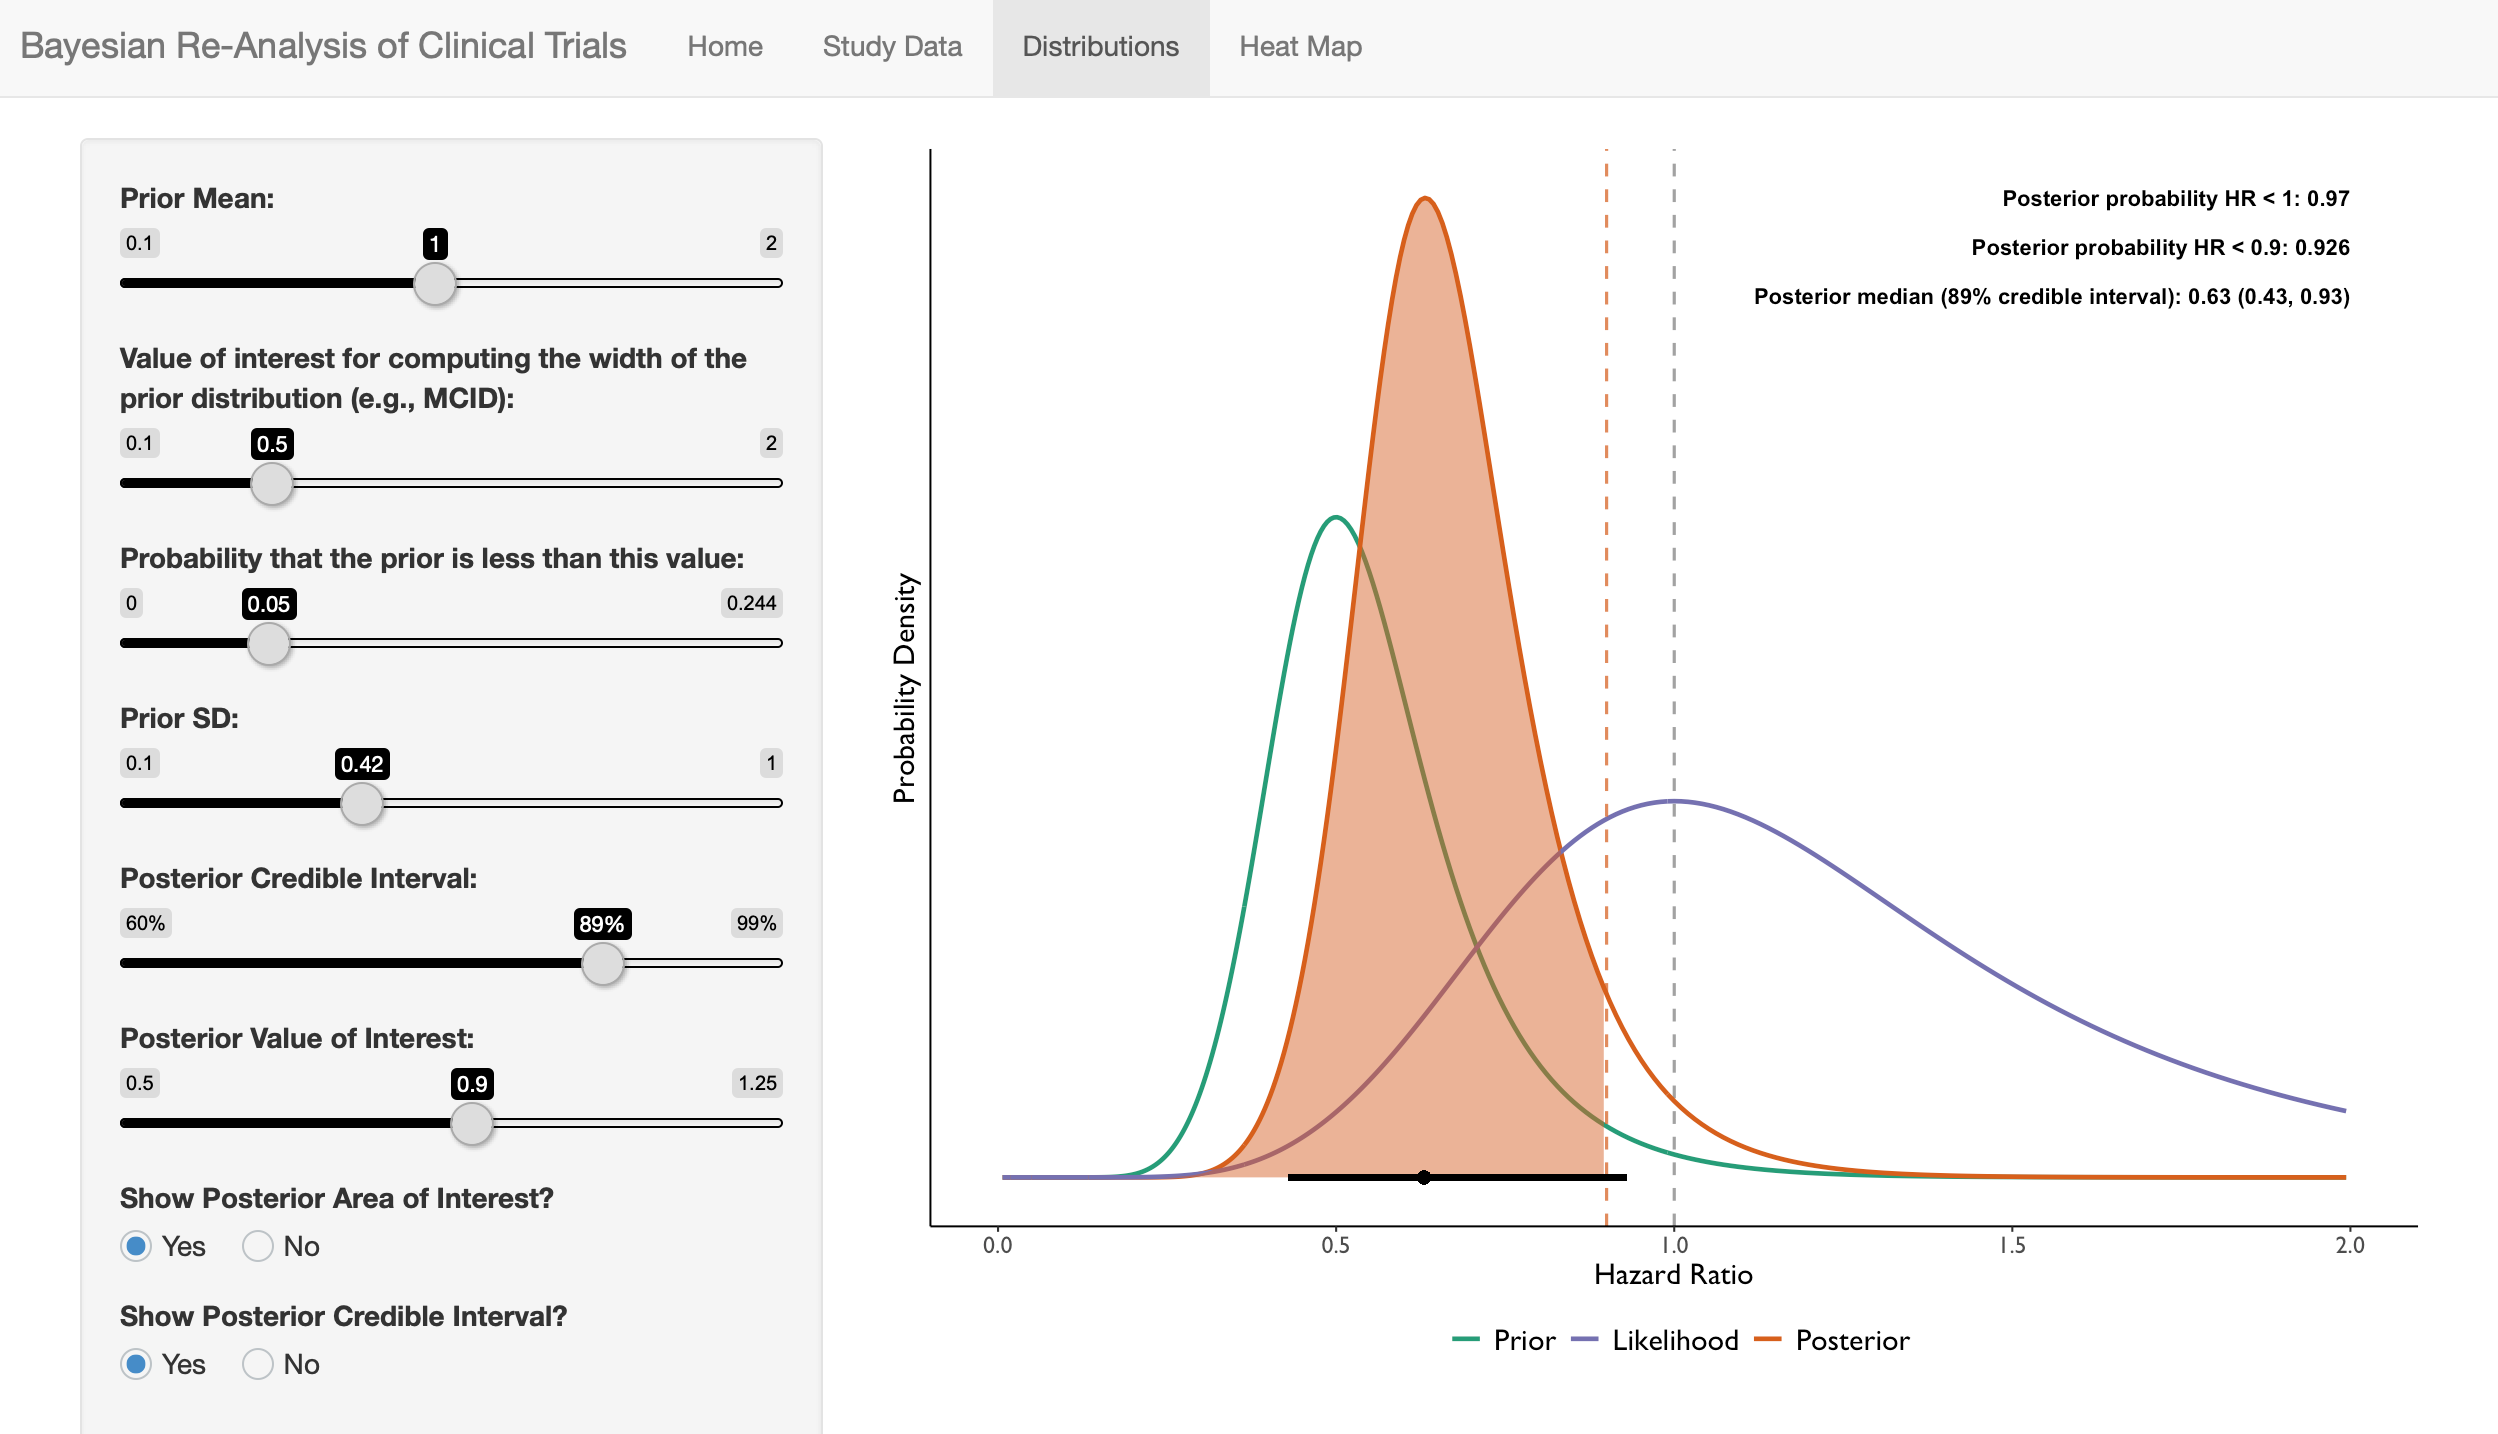 Bayesian Re-Analysis of Clinical Trials
Home
Study Data
Distributions
Heat Map
Prior Mean:
0.1
1
2
Value of interest for computing the width of the
prior distribution (e.g., MCID):
0.1
0.5
2
Probability that the prior is less than this value:
0
0.05
0.244
Prior SD:
0.1
0.42
1
Posterior Credible Interval:
60%
89%
99%
Posterior Value of Interest:
0.5
0.9
1.25
Show Posterior Area of Interest?
Yes No
Show Posterior Credible Interval?
Yes No
Posterior probability HR < 1: 0.97
Posterior probability HR < 0.9: 0.926
Posterior median (89% credible interval): 0.63 (0.43, 0.93)
Probability Density
0.0 0.5 1.0 1.5 2.0
Hazard Ratio
Prior Likelihood Posterior